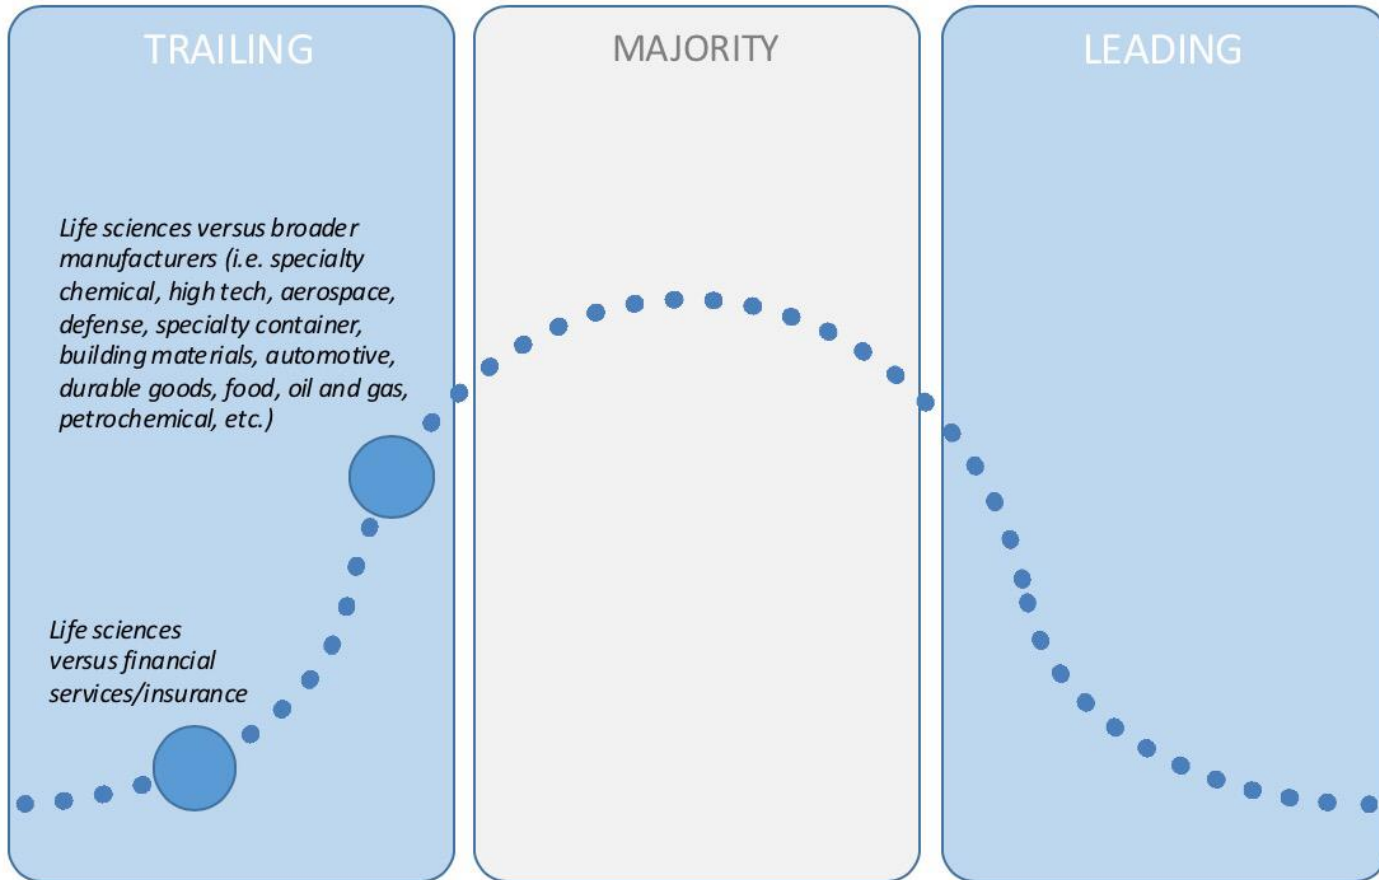 TRAILING
MAJORITY
LEADING
Life sciences versus broader
manufacturers (i.e. specialty
chemical, high tech, aerospace,
defense, specialty container,
building materials, automotive,
durable goods, food, oil and gas,
petrochemical, etc.)
Life sciences
versus financial
services/insurance